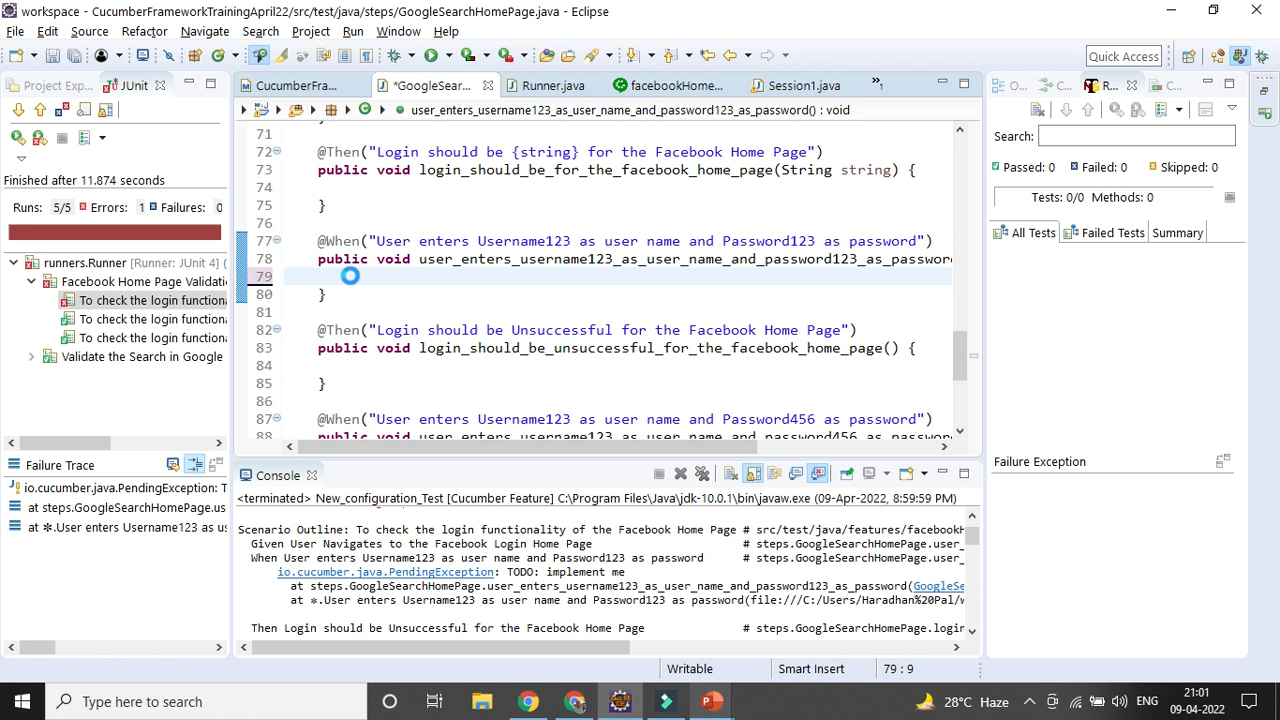 workspace - CucumberFrameworkTrainingApril22/src/test/java/steps/GoogleSearchHomePage.java - Eclipse
File Edit Source Refactor Navigate Search Project Run Window Help
Quick Access
Project Exp... JUnit
CucumberFra... *GoogleSear... Runner.java facebookHome... Session1.java »1
O... C... R... C...
user_enters_username123_as_user_name_and_password123_as_password() : void
Finished after 11.874 seconds
Runs: 5/5 Errors: 1 Failures: 0
runners.Runner [Runner: JUnit 4] (
Facebook Home Page Validatio
To check the login functiona
To check the login functiona
To check the login functiona
Validate the Search in Google
71
72 @Then("Login should be {string} for the Facebook Home Page")
73 public void login_should_be_for_the_facebook_home_page(String string) {
74
75 }
76
77 @When("User enters Username123 as user name and Password123 as password")
78 public void user_enters_username123_as_user_name_and_password123_as_passwor
79
80 }
81
82 @Then("Login should be Unsuccessful for the Facebook Home Page")
83 public void login_should_be_unsuccessful_for_the_facebook_home_page() {
84
85 }
86
87 @When("User enters Username123 as user name and Password456 as password")
88 public void user_enters_username123_as_user_name_and_password456_as_passwor
Search:
Passed: 0 Failed: 0 Skipped: 0
Tests: 0/0 Methods: 0
All Tests Failed Tests Summary
Failure Exception
Failure Trace
io.cucumber.java.PendingException: T
at steps.GoogleSearchHomePage.us
at ✽.User enters Username123 as us
Console
<terminated> New_configuration_Test [Cucumber Feature] C:\Program Files\Java\jdk-10.0.1\bin\javaw.exe (09-Apr-2022, 8:59:59 PM)
Scenario Outline: To check the login functionality of the Facebook Home Page # src/test/java/features/facebookH
Given User Navigates to the Facebook Login Home Page # steps.GoogleSearchHomePage.user_
When User enters Username123 as user name and Password123 as password # steps.GoogleSearchHomePage.user_
io.cucumber.java.PendingException: TODO: implement me
at steps.GoogleSearchHomePage.user_enters_username123_as_user_name_and_password123_as_password(GoogleSe
at ✽.User enters Username123 as user name and Password123 as password(file:///C:/Users/Haradhan%20Pal/w
Then Login should be Unsuccessful for the Facebook Home Page # steps.GoogleSearchHomePage.login
Writable Smart Insert 79 : 9
Type here to search
28°C Haze ENG
21:01
09-04-2022